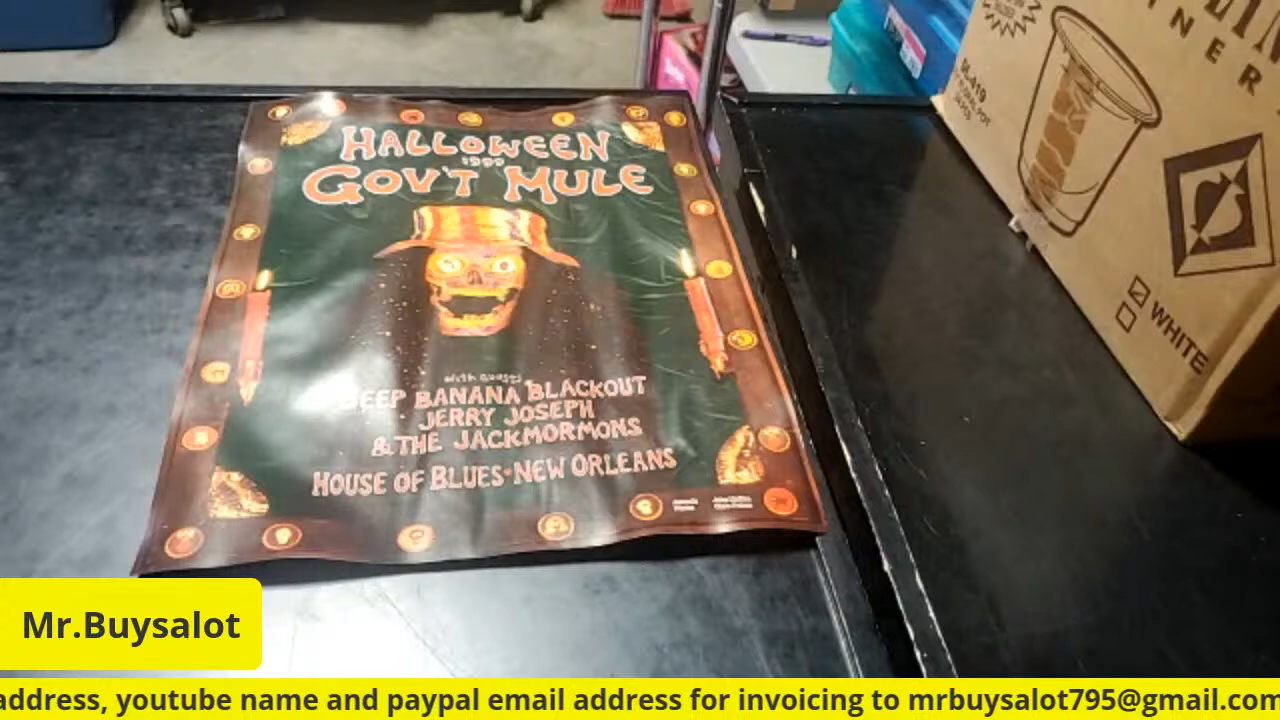 HALLOWEEN
1999
GOV'T MULE
with guests
DEEP BANANA BLACKOUT
JERRY JOSEPH
& THE JACKMORMONS
HOUSE OF BLUES · NEW ORLEANS
NER
WHITE
Mr.Buysalot
address, youtube name and paypal email address for invoicing to mrbuysalot795@gmail.com